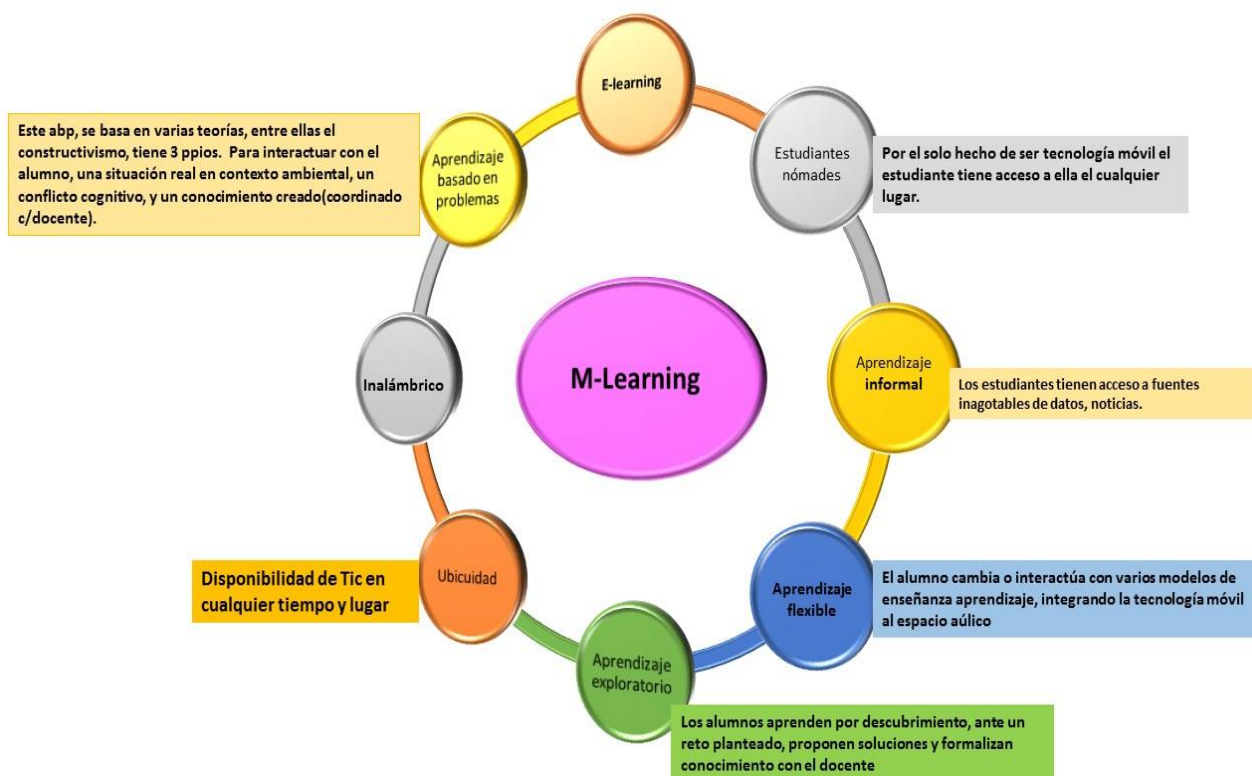 E-learning
Estudiantes
nómades
Por el solo hecho de ser tecnología móvil el
estudiante tiene acceso a ella el cualquier
lugar.
Aprendizaje
informal
Los estudiantes tienen acceso a fuentes
inagotables de datos, noticias.
Aprendizaje
flexible
El alumno cambia o interactúa con varios modelos de
enseñanza aprendizaje, integrando la tecnología móvil
al espacio aúlico
Aprendizaje
exploratorio
Los alumnos aprenden por descubrimiento, ante un
reto planteado, proponen soluciones y formalizan
conocimiento con el docente
Ubicuidad
Disponibilidad de Tic en
cualquier tiempo y lugar
Inalámbrico
Aprendizaje
basado en
problemas
Este abp, se basa en varias teorías, entre ellas el
constructivismo, tiene 3 ppios. Para interactuar con el
alumno, una situación real en contexto ambiental, un
conflicto cognitivo, y un conocimiento creado(coordinado
c/docente).
M-Learning